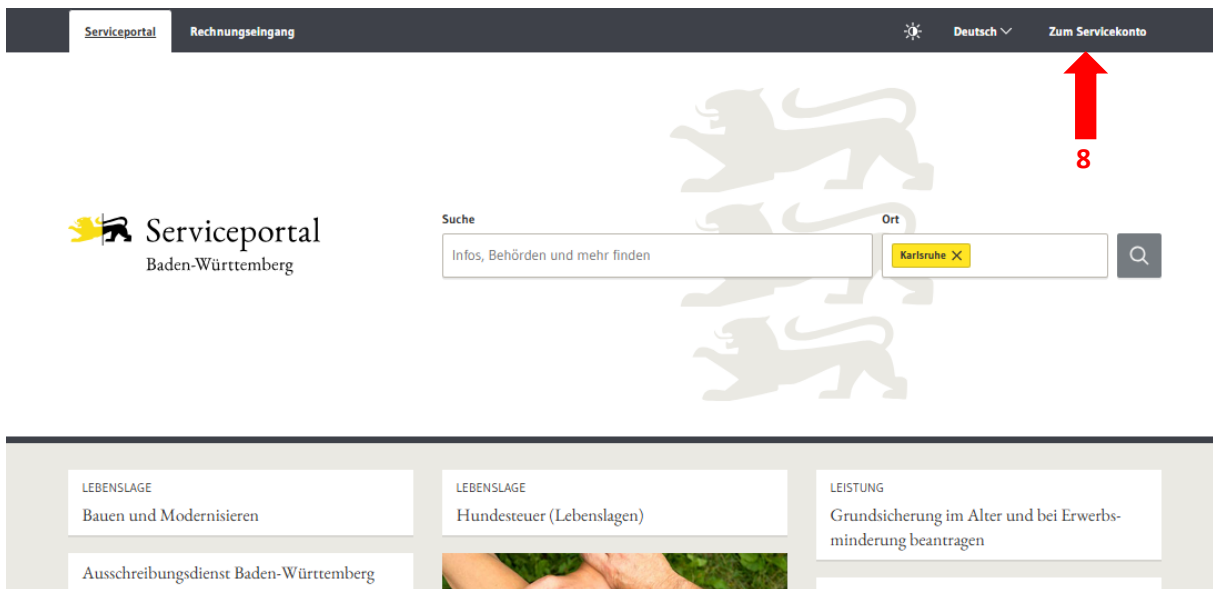 Serviceportal
Rechnungseingang
Deutsch
Zum Servicekonto
8
Serviceportal
Baden-Württemberg
Suche
Infos, Behörden und mehr finden
Ort
Karlsruhe
LEBENSLAGE
Bauen und Modernisieren
Ausschreibungsdienst Baden-Württemberg
LEBENSLAGE
Hundesteuer (Lebenslagen)
LEISTUNG
Grundsicherung im Alter und bei Erwerbs-
minderung beantragen